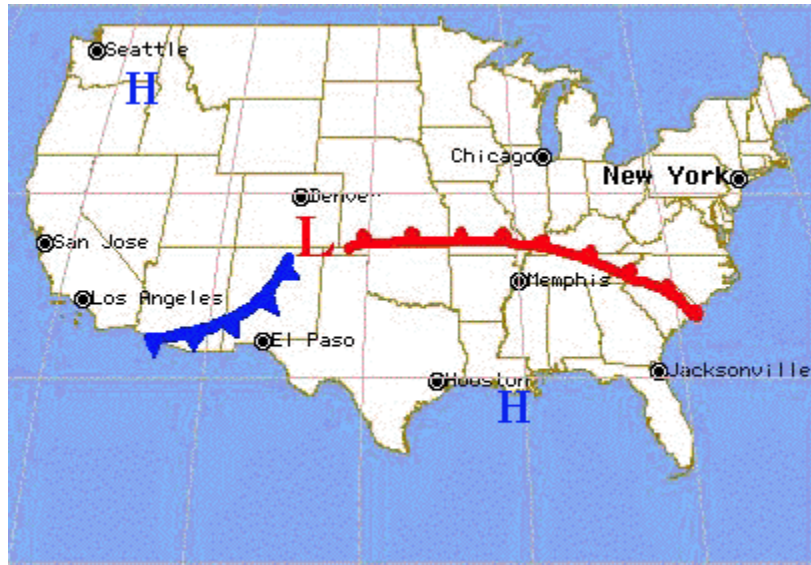 Seattle
H
Chicago
New York
Denver
L
San Jose
Memphis
Los Angeles
El Paso
Jacksonville
Houston
H